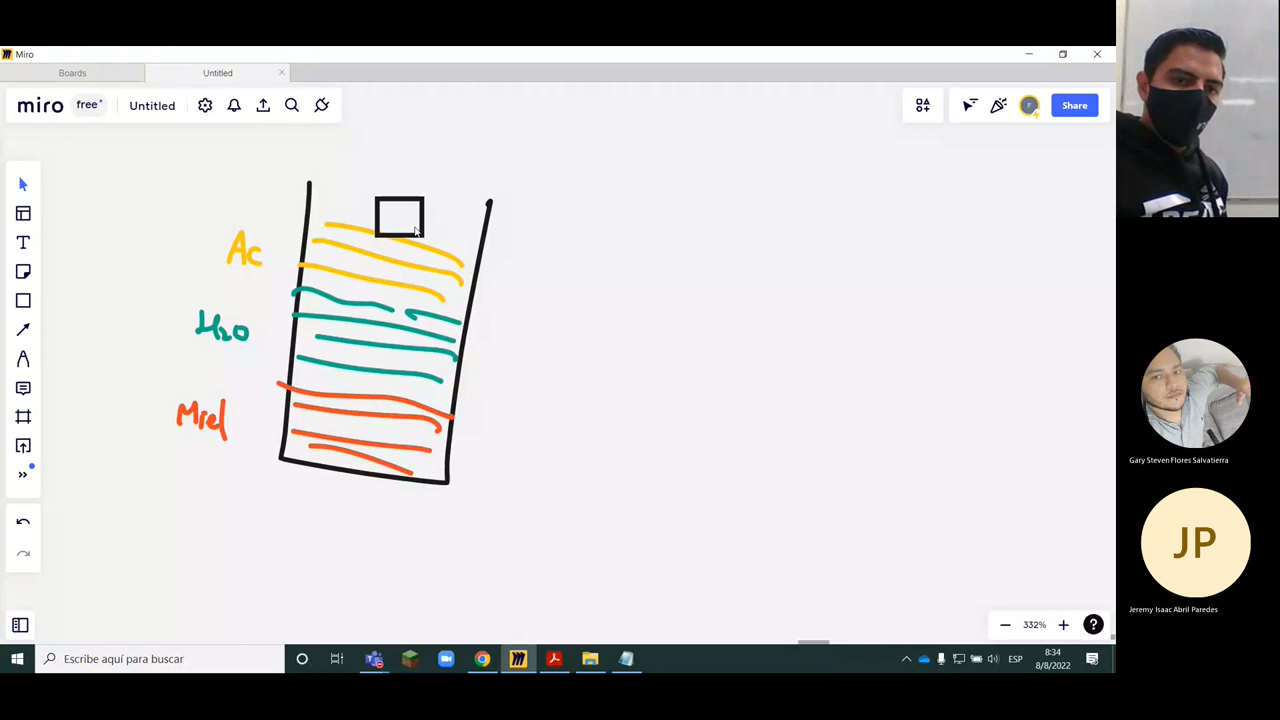 Miro
Boards
Untitled
miro
free
Untitled
Share
Ac
H2O
Miel
Gary Steven Flores Salvatierra
JP
Jeremy Isaac Abril Paredes
332%
Escribe aquí para buscar
ESP
8:34
8/8/2022